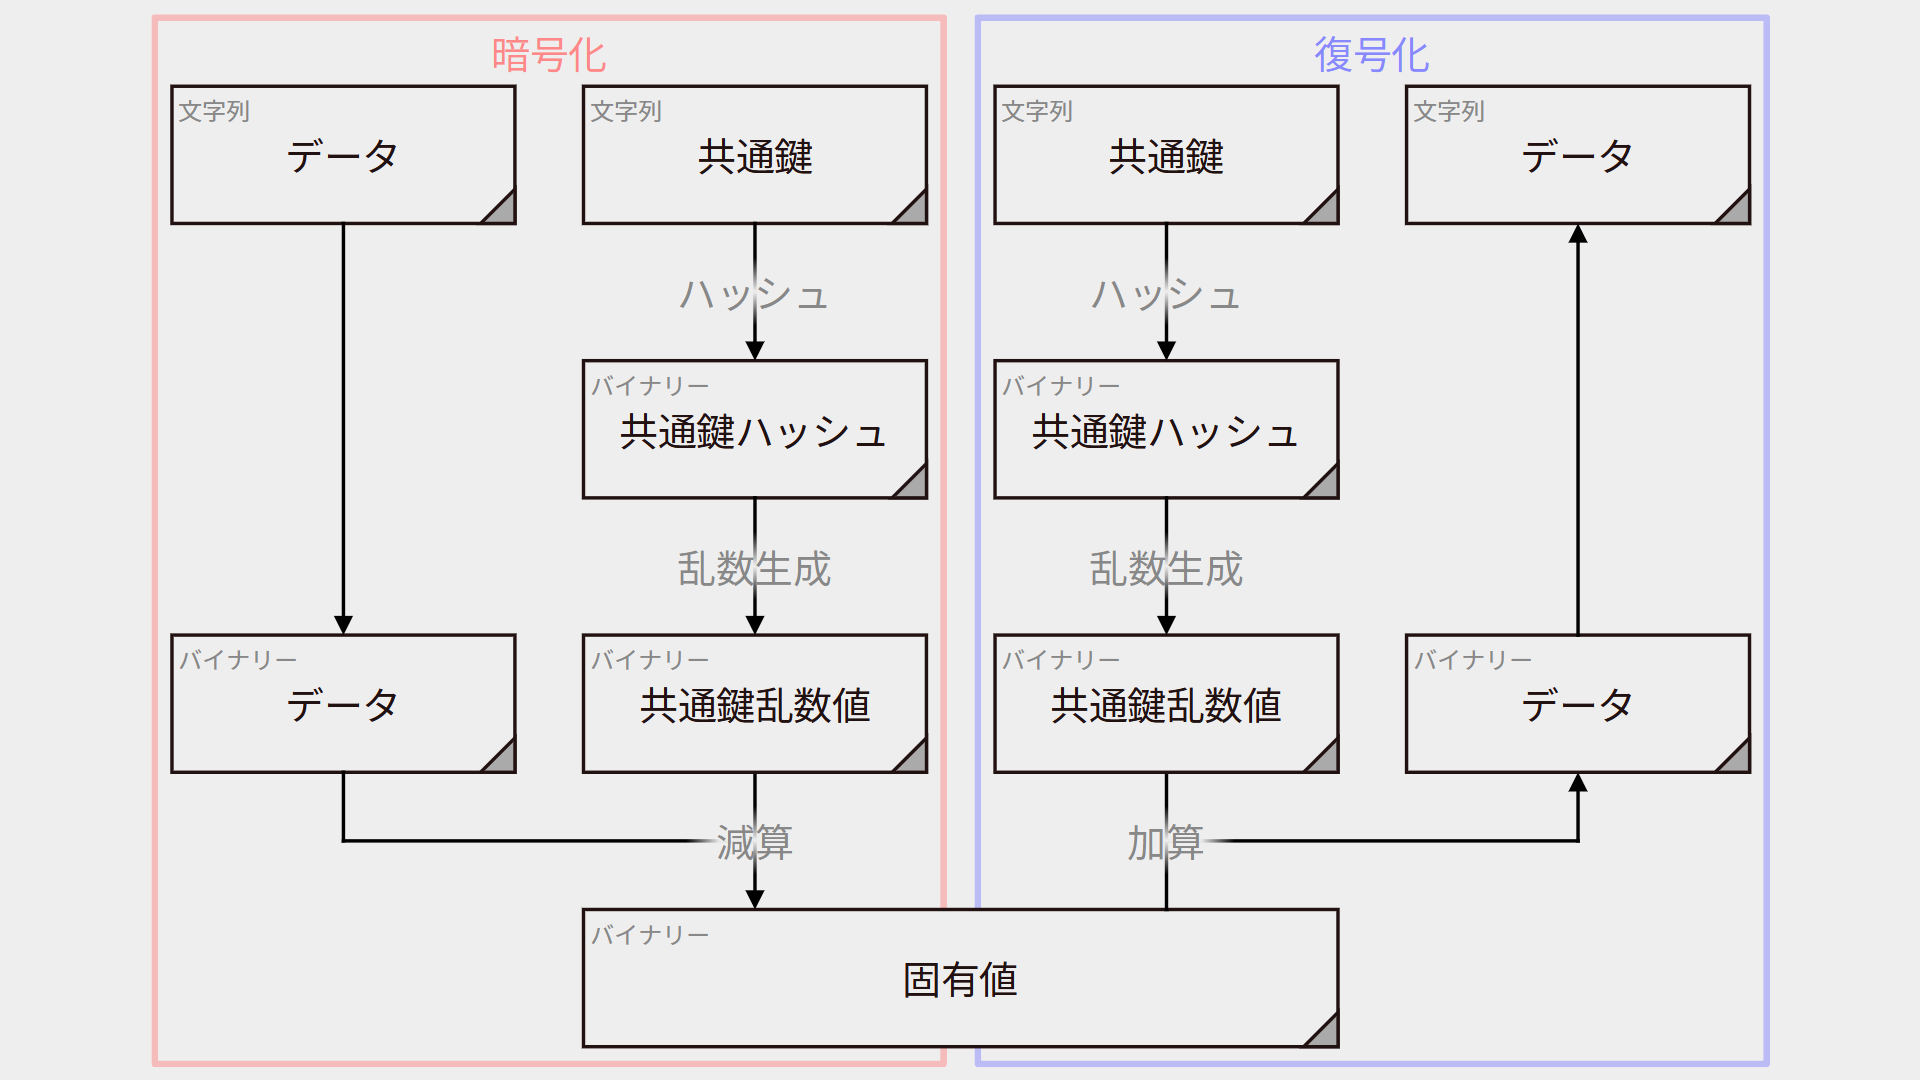 暗号化
復号化
文字列
データ
文字列
共通鍵
文字列
共通鍵
文字列
データ
ハッシュ
ハッシュ
バイナリー
共通鍵ハッシュ
バイナリー
共通鍵ハッシュ
乱数生成
乱数生成
バイナリー
データ
バイナリー
共通鍵乱数値
バイナリー
共通鍵乱数値
バイナリー
データ
減算
加算
バイナリー
固有値